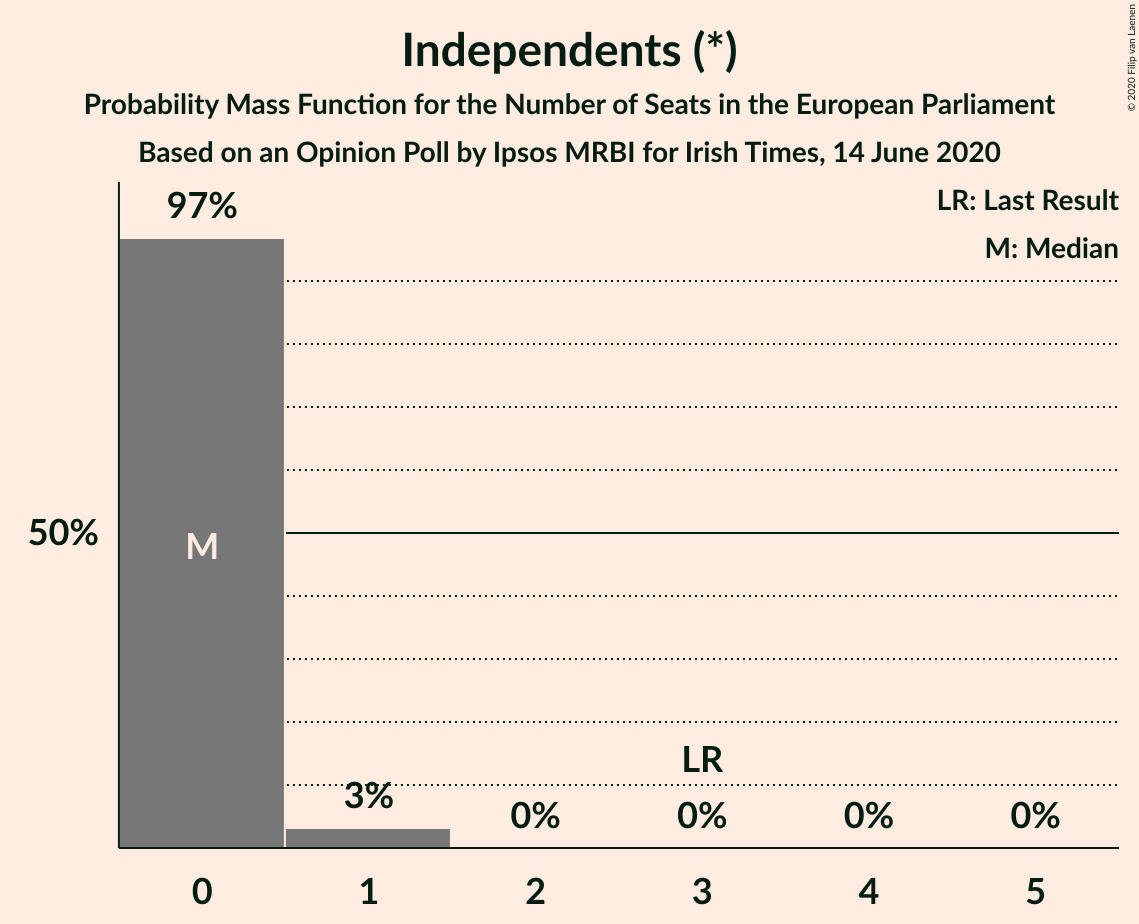 Independents (*)
Probability Mass Function for the Number of Seats in the European Parliament
Based on an Opinion Poll by Ipsos MRBI for Irish Times, 14 June 2020
© 2020 Filip van Laenen
LR: Last Result
M: Median
97%
50%
M
LR
3%
0%
0%
0%
0%
0
1
2
3
4
5